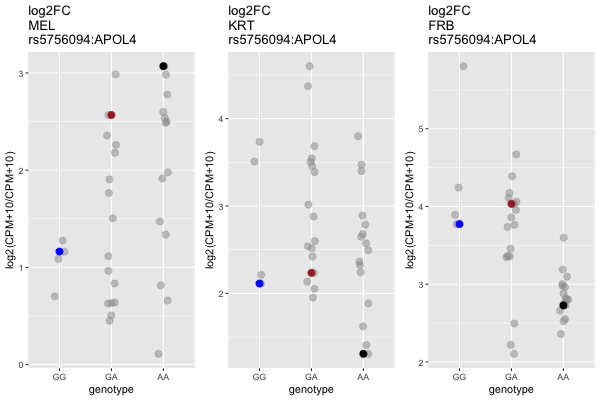 log2FC
MEL
rs5756094:APOL4
log2(CPM+10/CPM+10)
3
2
1
0
GG GA AA
genotype
log2FC
KRT
rs5756094:APOL4
log2(CPM+10/CPM+10)
4
3
2
GG GA AA
genotype
log2FC
FRB
rs5756094:APOL4
log2(CPM+10/CPM+10)
5
4
3
2
GG GA AA
genotype